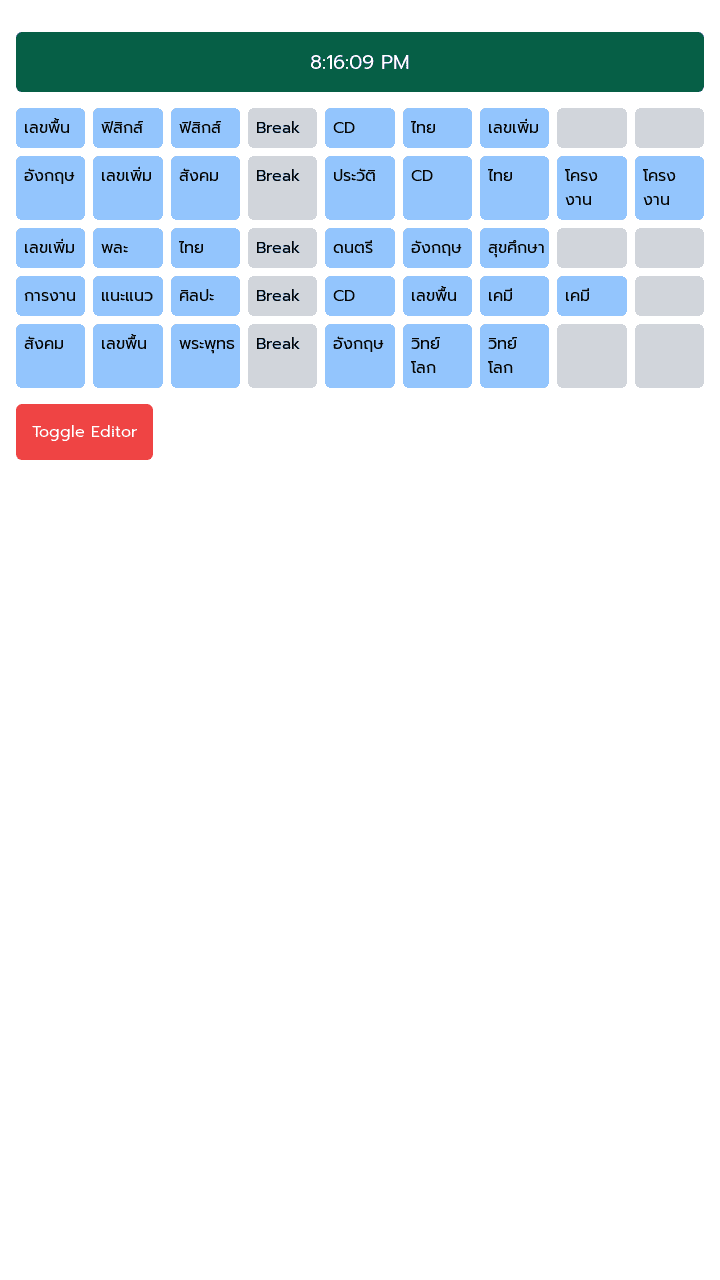 8:16:09 PM
เลขพื้น ฟิสิกส์ ฟิสิกส์ Break CD ไทย เลขเพิ่ม
อังกฤษ เลขเพิ่ม สังคม Break ประวัติ CD ไทย โครง โครง
งาน งาน
เลขเพิ่ม พละ ไทย Break ดนตรี อังกฤษ สุขศึกษา
การงาน แนะแนว ศิลปะ Break CD เลขพื้น เคมี เคมี
สังคม เลขพื้น พระพุทธ Break อังกฤษ วิทย์ วิทย์
โลก โลก
Toggle Editor